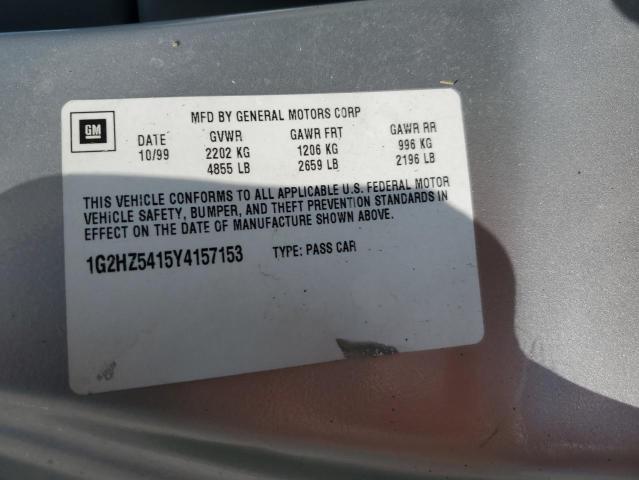 MFD BY GENERAL MOTORS CORP
GM
DATE GVWR GAWR FRT GAWR RR
10/99 2202 KG 1206 KG 996 KG
4855 LB 2659 LB 2196 LB
THIS VEHICLE CONFORMS TO ALL APPLICABLE U.S. FEDERAL MOTOR
VEHICLE SAFETY, BUMPER, AND THEFT PREVENTION STANDARDS IN
EFFECT ON THE DATE OF MANUFACTURE SHOWN ABOVE.
1G2HZ5415Y4157153 TYPE: PASS CAR